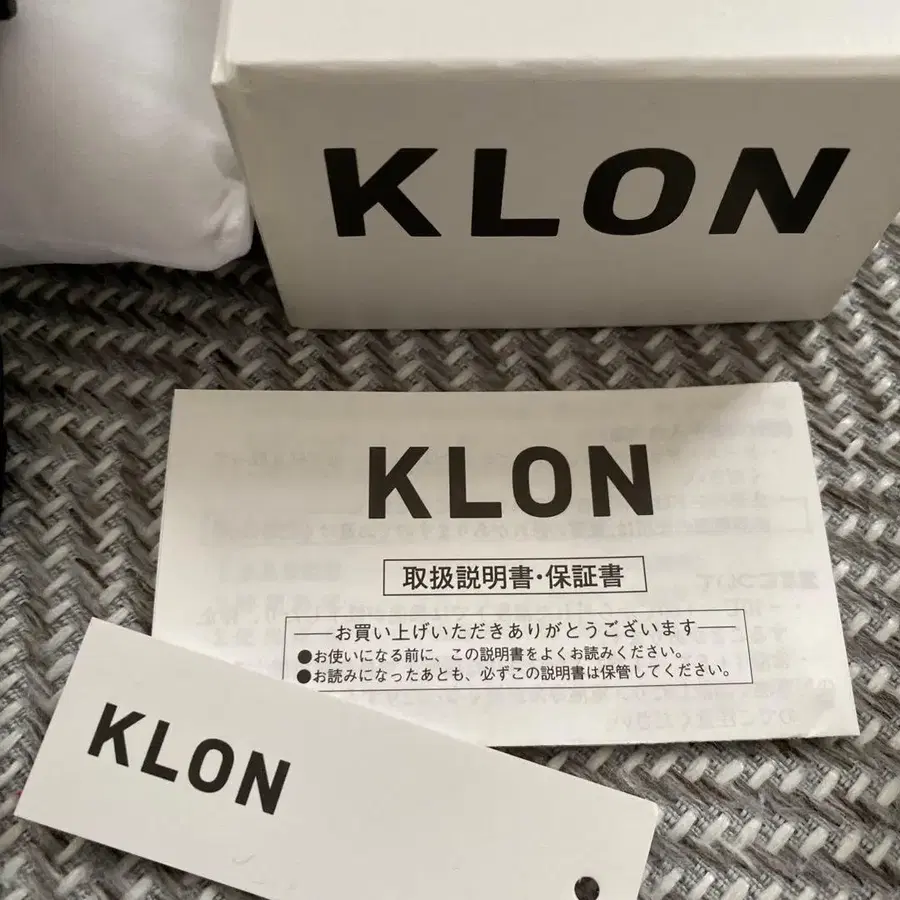 KLON
KLON
取扱説明書・保証書
お買い上げいただきありがとうございます
●お使いになる前に、この説明書をよくお読みください。
●お読みになったあとも、必ずこの説明書は保管してください。
KLON